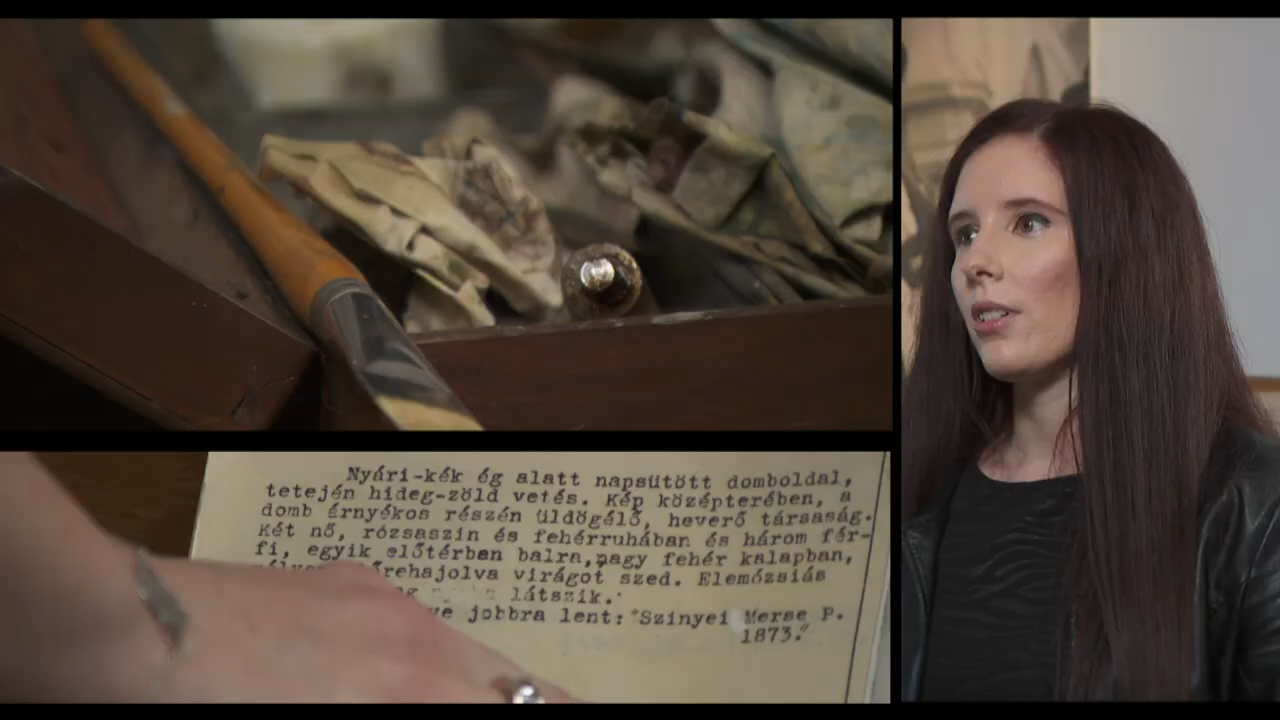 Nyári-kék ég alatt napsütött domboldal,
tetején hideg-zöld vetés. Kép középterében, a
domb árnyékos részén üldögélő, heverő társaság.
Két nő, rózsaszin és fehérruhában és három fér-
fi, egyik előtérben balra, nagy fehér kalapban,
virágot szed. Elemózsiás
látszik.
jobbra lent: "Szinyei Merse P.
1873."